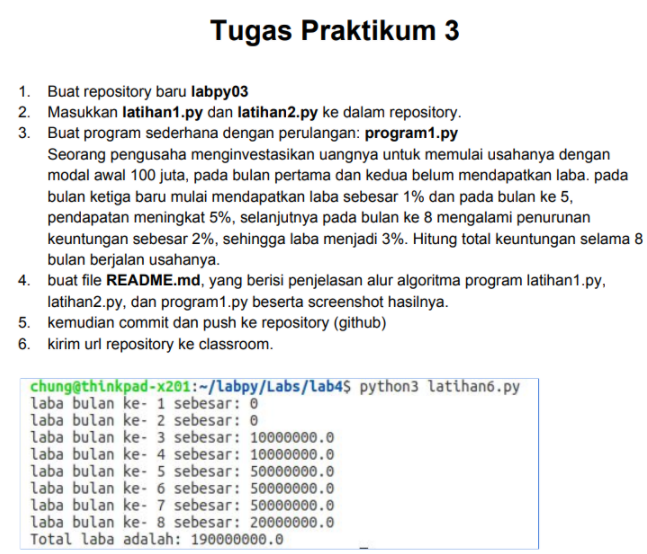 Tugas Praktikum 3
1. Buat repository baru labpy03
2. Masukkan latihan1.py dan latihan2.py ke dalam repository.
3. Buat program sederhana dengan perulangan: program1.py
Seorang pengusaha menginvestasikan uangnya untuk memulai usahanya dengan
modal awal 100 juta, pada bulan pertama dan kedua belum mendapatkan laba. pada
bulan ketiga baru mulai mendapatkan laba sebesar 1% dan pada bulan ke 5,
pendapatan meningkat 5%, selanjutnya pada bulan ke 8 mengalami penurunan
keuntungan sebesar 2%, sehingga laba menjadi 3%. Hitung total keuntungan selama 8
bulan berjalan usahanya.
4. buat file README.md, yang berisi penjelasan alur algoritma program latihan1.py,
latihan2.py, dan program1.py beserta screenshot hasilnya.
5. kemudian commit dan push ke repository (github)
6. kirim url repository ke classroom.
chung@thinkpad-x201:~/labpy/Labs/lab4$ python3 latihan6.py
laba bulan ke- 1 sebesar: 0
laba bulan ke- 2 sebesar: 0
laba bulan ke- 3 sebesar: 10000000.0
laba bulan ke- 4 sebesar: 10000000.0
laba bulan ke- 5 sebesar: 50000000.0
laba bulan ke- 6 sebesar: 50000000.0
laba bulan ke- 7 sebesar: 50000000.0
laba bulan ke- 8 sebesar: 20000000.0
Total laba adalah: 190000000.0